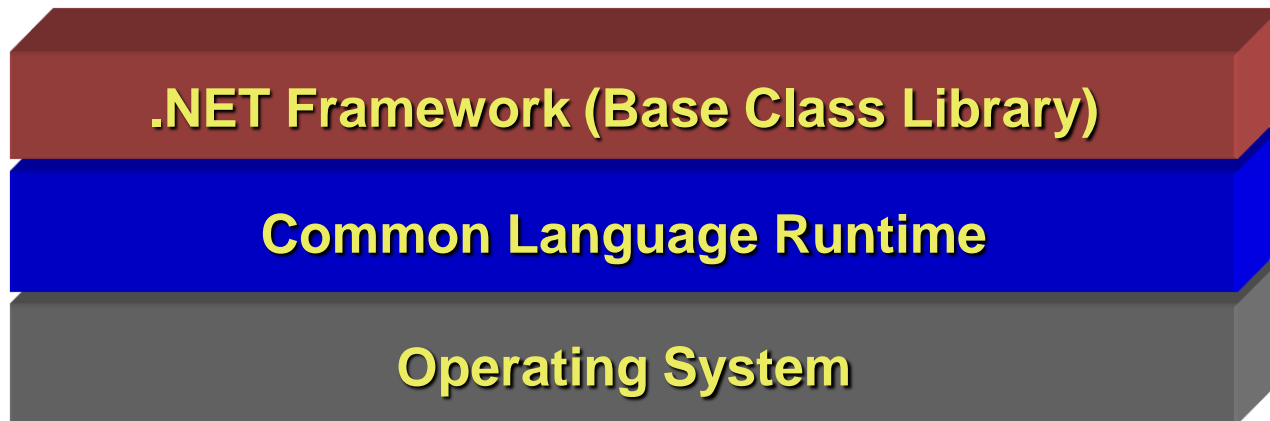 .NET Framework (Base Class Library)
Common Language Runtime
Operating System